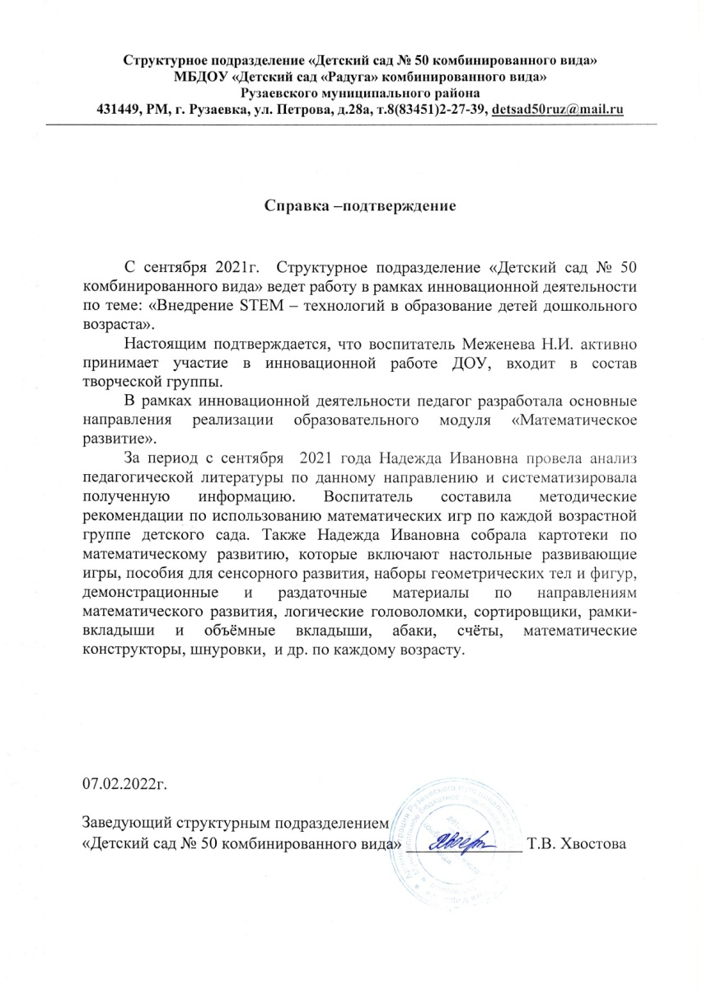 Структурное подразделение «Детский сад № 50 комбинированного вида»
МБДОУ «Детский сад «Радуга» комбинированного вида»
Рузаевского муниципального района
431449, РМ, г. Рузаевка, ул. Петрова, д.28а, т.8(83451)2-27-39, detsad50ruz@mail.ru
Справка –подтверждение
С сентября 2021г. Структурное подразделение «Детский сад № 50
комбинированного вида» ведет работу в рамках инновационной деятельности
по теме: «Внедрение STEM – технологий в образование детей дошкольного
возраста».
Настоящим подтверждается, что воспитатель Меженева Н.И. активно
принимает участие в инновационной работе ДОУ, входит в состав
творческой группы.
В рамках инновационной деятельности педагог разработала основные
направления реализации образовательного модуля «Математическое
развитие».
За период с сентября 2021 года Надежда Ивановна провела анализ
педагогической литературы по данному направлению и систематизировала
полученную информацию. Воспитатель составила методические
рекомендации по использованию математических игр по каждой возрастной
группе детского сада. Также Надежда Ивановна собрала картотеки по
математическому развитию, которые включают настольные развивающие
игры, пособия для сенсорного развития, наборы геометрических тел и фигур,
демонстрационные и раздаточные материалы по направлениям
математического развития, логические головоломки, сортировщики, рамки-
вкладыши и объёмные вкладыши, абаки, счёты, математические
конструкторы, шнуровки, и др. по каждому возрасту.
07.02.2022г.
Заведующий структурным подразделением
«Детский сад № 50 комбинированного вида» Т.В. Хвостова